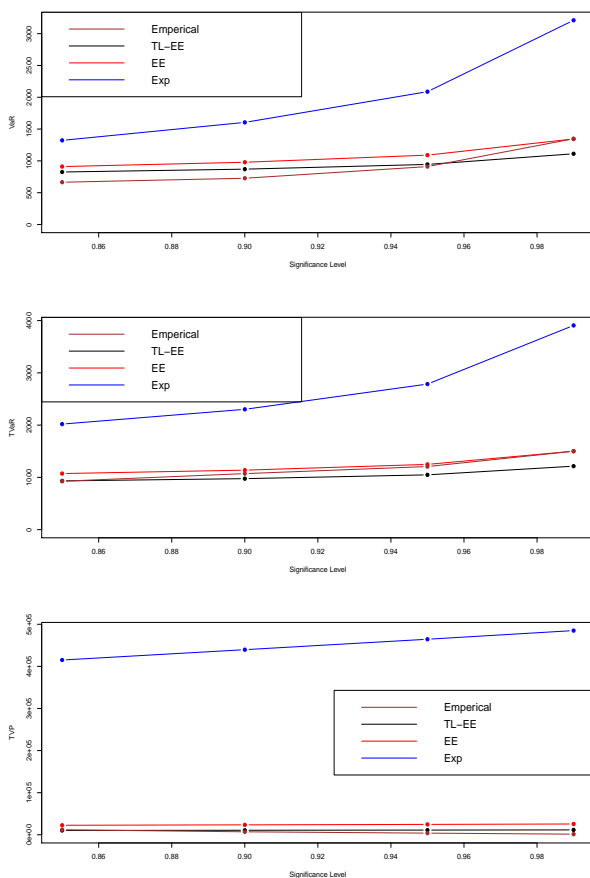 Emperical
TL-EE
EE
Exp
VaR
0
500
1000
1500
2000
2500
3000
0.86 0.88 0.90 0.92 0.94 0.96 0.98
Significance Level
Emperical
TL-EE
EE
Exp
TVaR
0
1000
2000
3000
4000
0.86 0.88 0.90 0.92 0.94 0.96 0.98
Significance Level
Emperical
TL-EE
EE
Exp
TVP
0e+00
1e+05
2e+05
3e+05
4e+05
5e+05
0.86 0.88 0.90 0.92 0.94 0.96 0.98
Significance Level